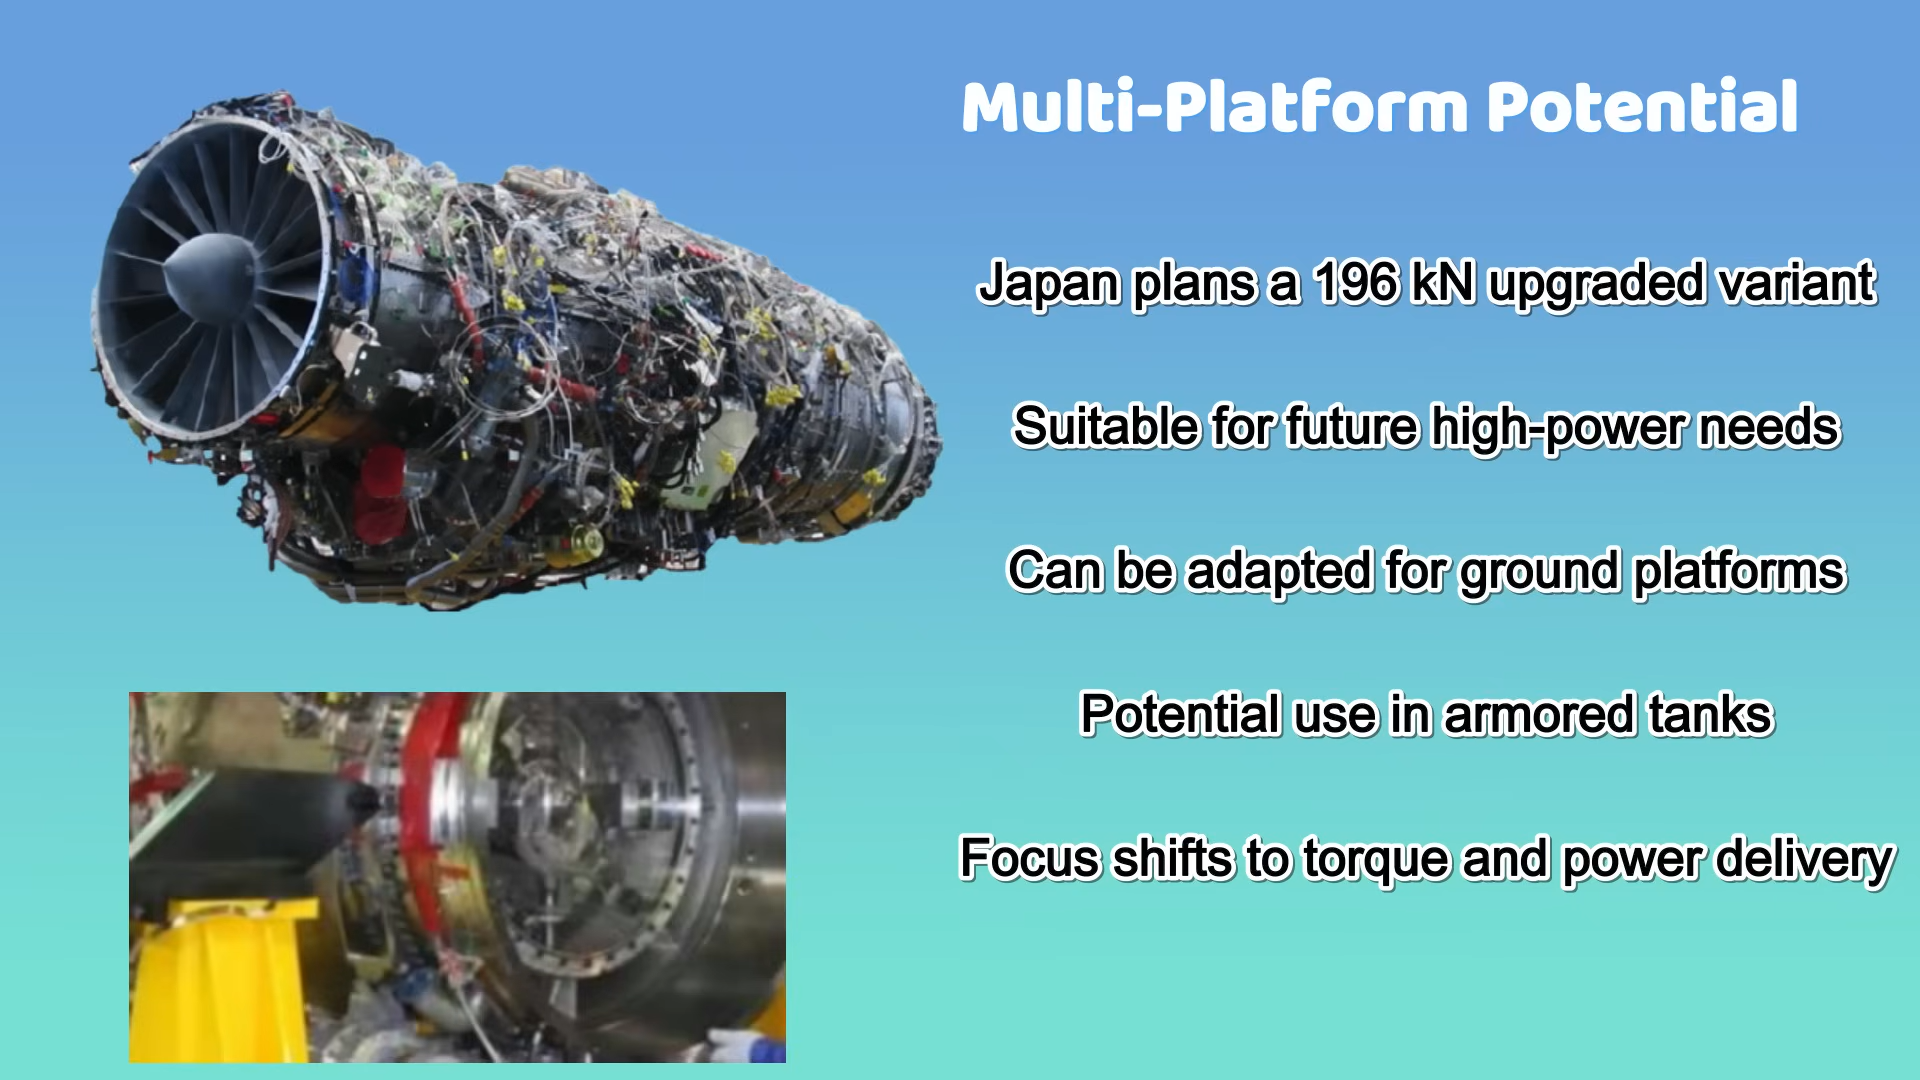 Multi-Platform Potential
Japan plans a 196 kN upgraded variant
Suitable for future high-power needs
Can be adapted for ground platforms
Potential use in armored tanks
Focus shifts to torque and power delivery